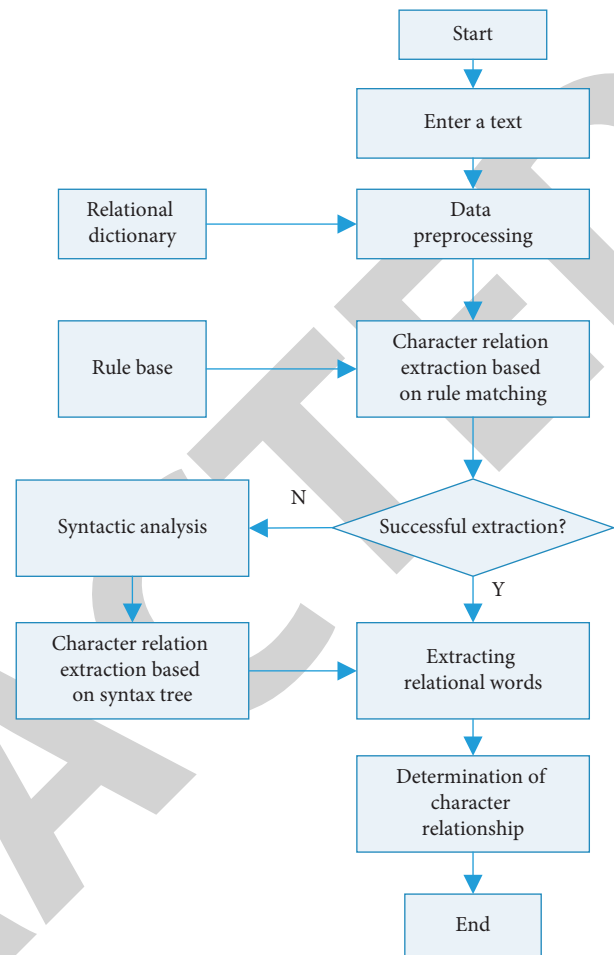 Start
Enter a text
Relational
dictionary
Data
preprocessing
Rule base
Character relation
extraction based
on rule matching
N
Syntactic analysis
Successful extraction?
Y
Character relation
extraction based
on syntax tree
Extracting
relational words
Determination of
character
relationship
End
ACTED